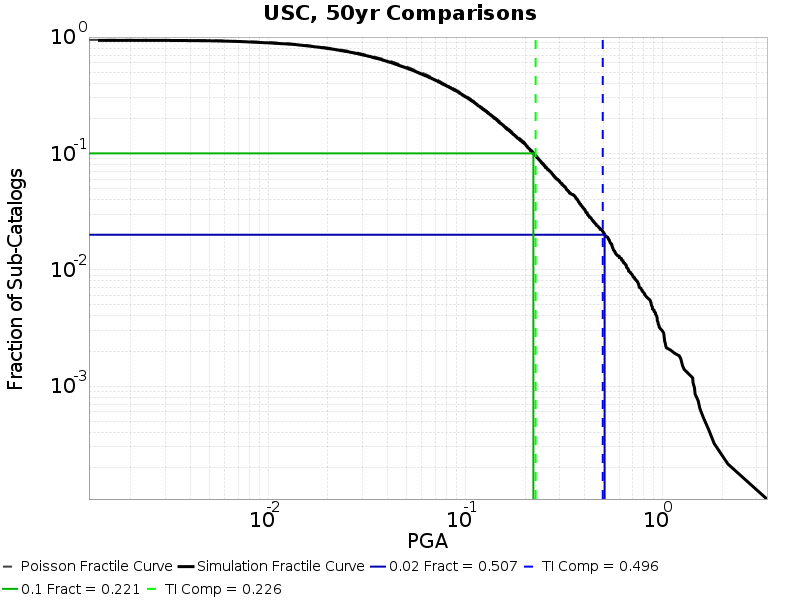 USC, 50yr Comparisons
10^0
10^-1
10^-2
10^-3
Fraction of Sub-Catalogs
10^-2 10^-1 10^0
PGA
Poisson Fractile Curve Simulation Fractile Curve 0.02 Fract = 0.507 TI Comp = 0.496
0.1 Fract = 0.221 TI Comp = 0.226